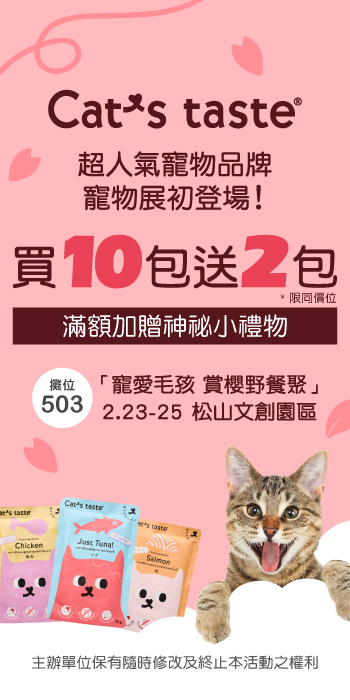 Cat's taste®
超人氣寵物品牌
寵物展初登場!
買10包送2包
* 限同價位
滿額加贈神祕小禮物
攤位
503
「寵愛毛孩 賞櫻野餐聚」
2.23-25 松山文創園區
Cat's taste
Chicken
Cat's taste
Just Tuna!
Cat's taste
Salmon
主辦單位保有隨時修改及終止本活動之權利